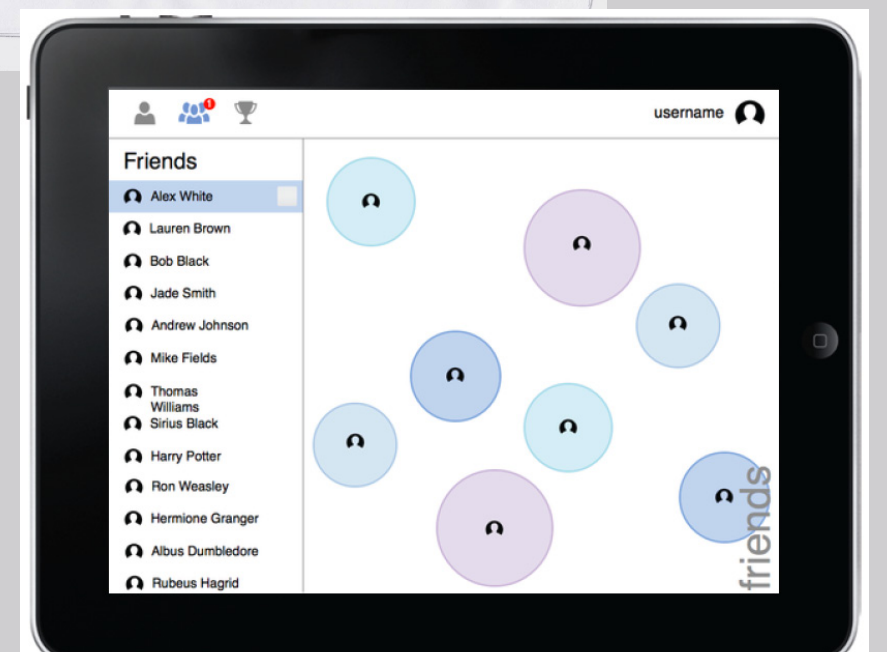 1
username
Friends
Alex White
Lauren Brown
Bob Black
Jade Smith
Andrew Johnson
Mike Fields
Thomas
Williams
Sirius Black
Harry Potter
Ron Weasley
Hermione Granger
Albus Dumbledore
Rubeus Hagrid
friends